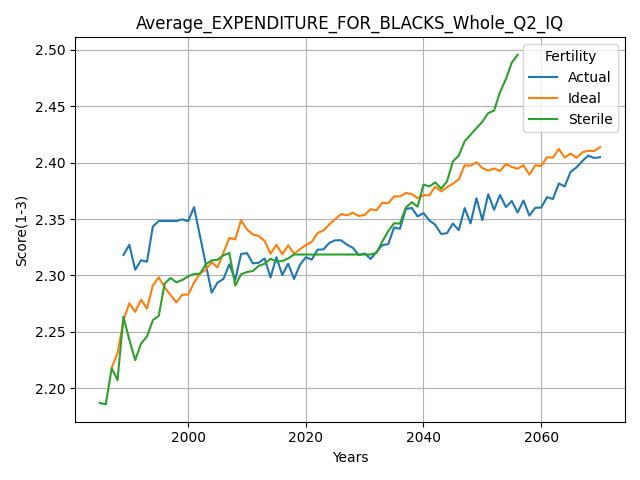 Average_EXPENDITURE_FOR_BLACKS_Whole_Q2_IQ
Score(1-3)
2.50
2.45
2.40
2.35
2.30
2.25
2.20
Fertility
Actual
Ideal
Sterile
2000 2020 2040 2060
Years